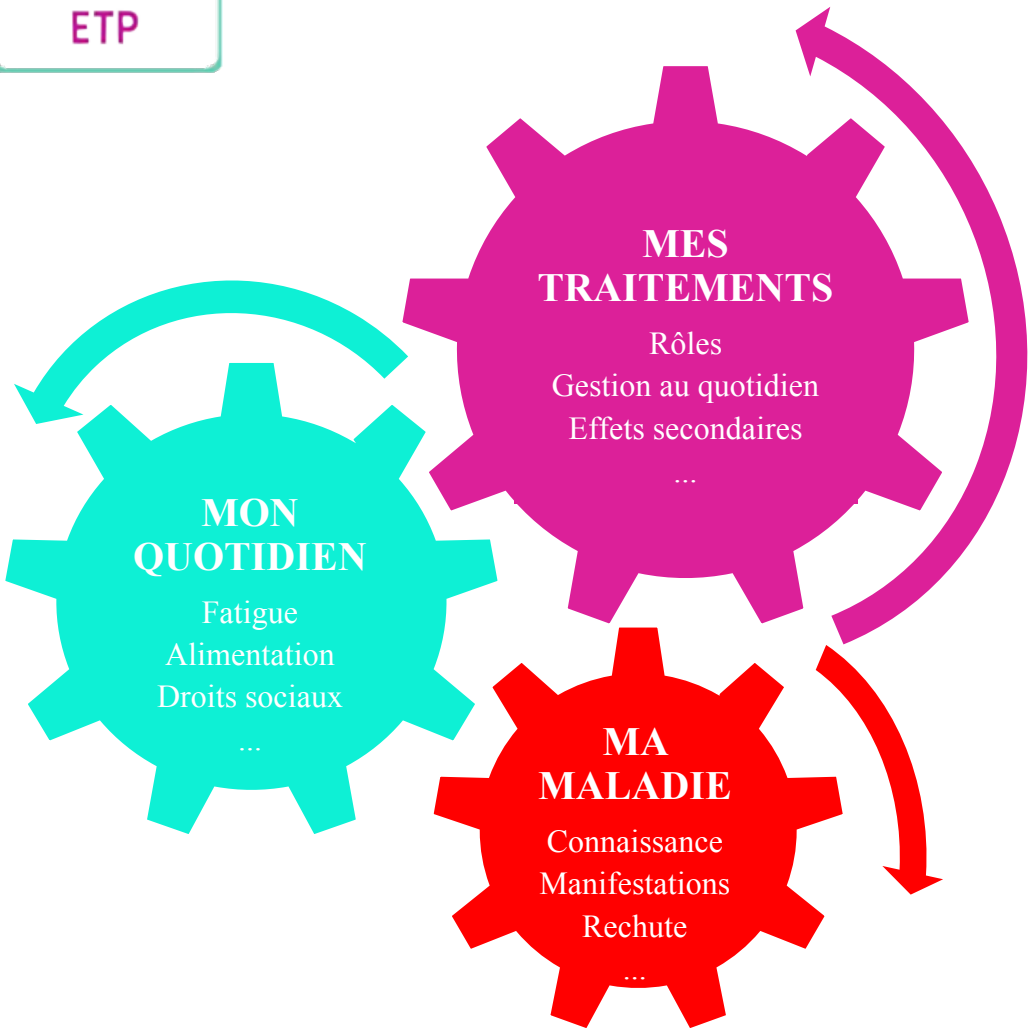 ETP
MES
TRAITEMENTS
Rôles
Gestion au quotidien
Effets secondaires
...
MON
QUOTIDIEN
Fatigue
Alimentation
Droits sociaux
...
MA
MALADIE
Connaissance
Manifestations
Rechute
...